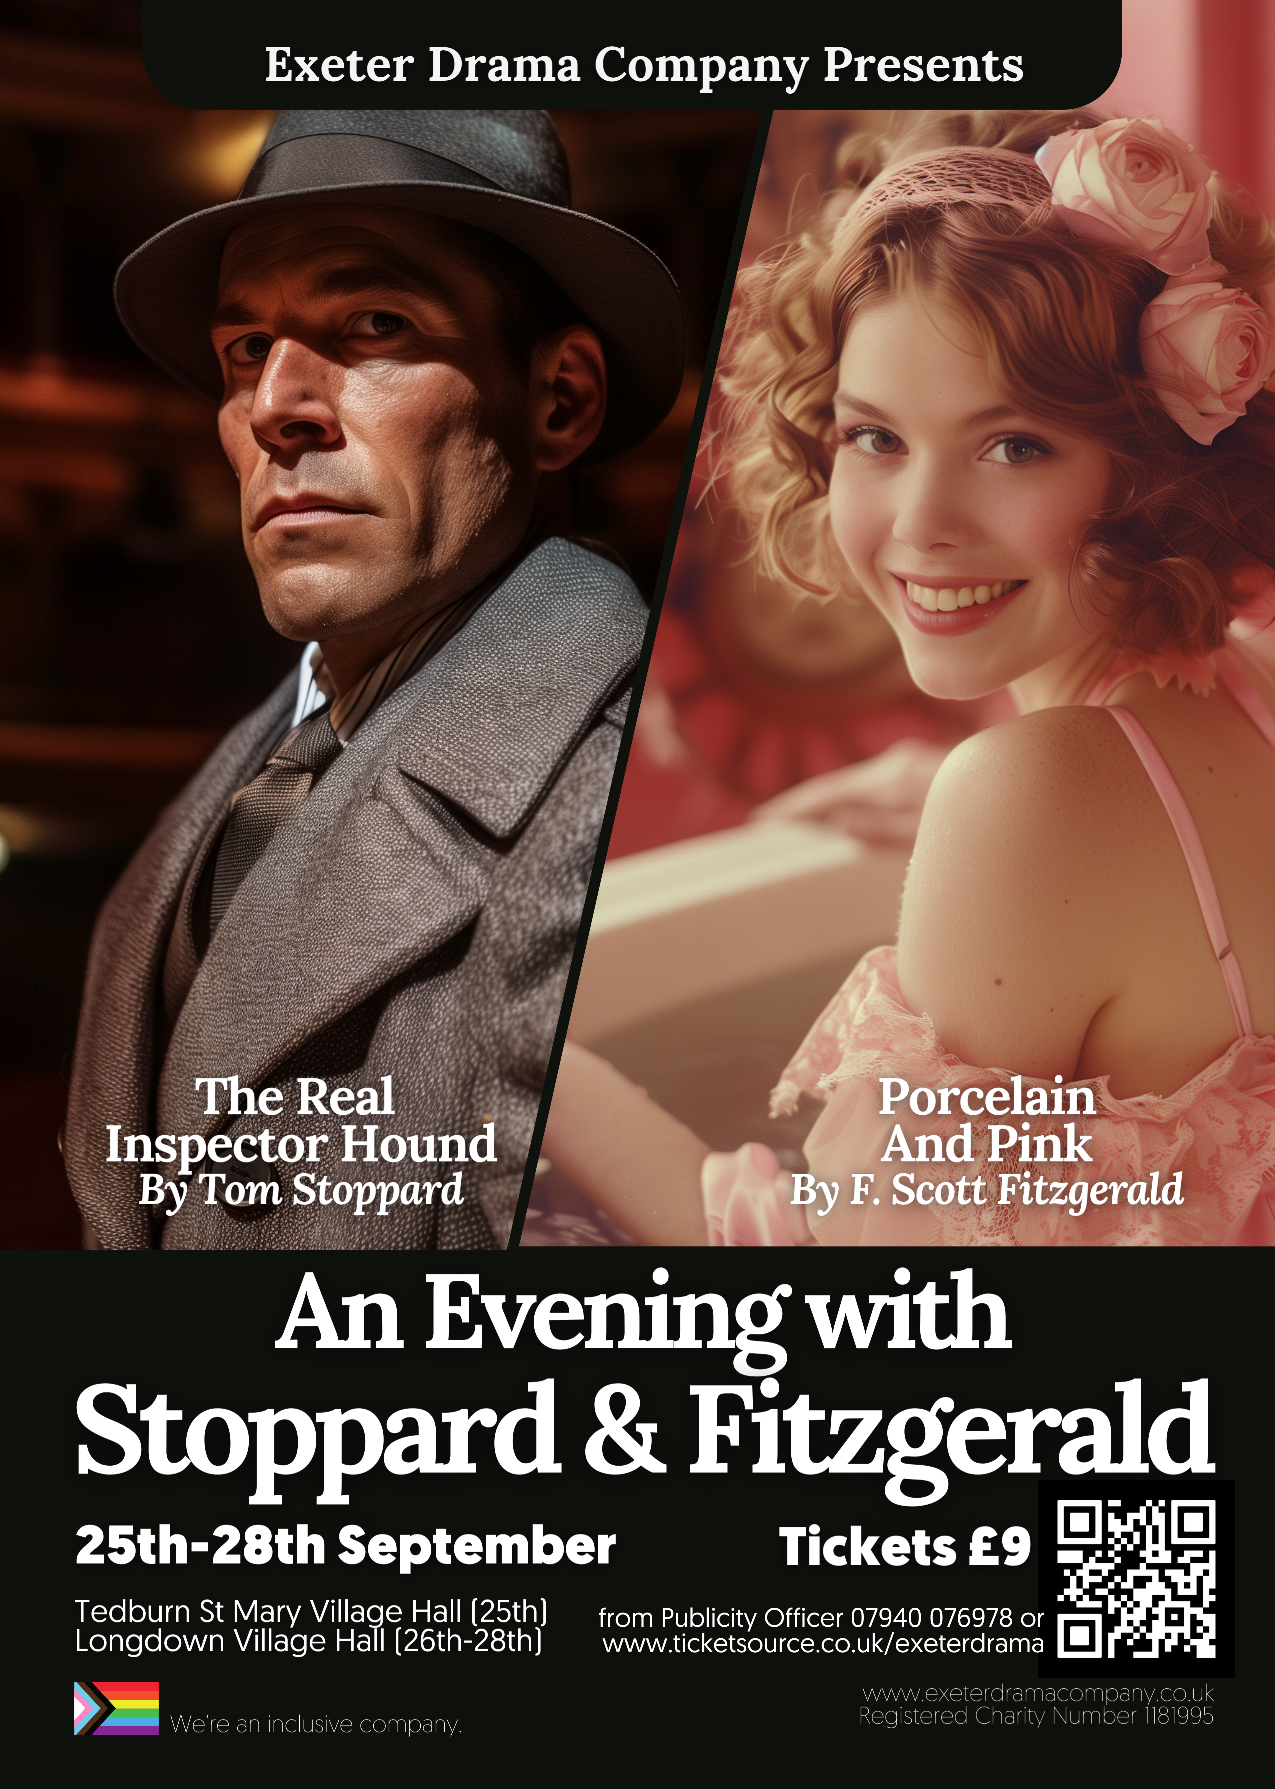 Exeter Drama Company Presents
The Real
Inspector Hound
By Tom Stoppard
Porcelain
And Pink
By F. Scott Fitzgerald
An Evening with
Stoppard & Fitzgerald
25th-28th September
Tickets £9
Tedburn St Mary Village Hall (25th)
Longdown Village Hall (26th-28th)
from Publicity Officer 07940 076978 or
www.ticketsource.co.uk/exeterdrama
We're an inclusive company.
www.exeterdramacompany.co.uk
Registered Charity Number 1181995